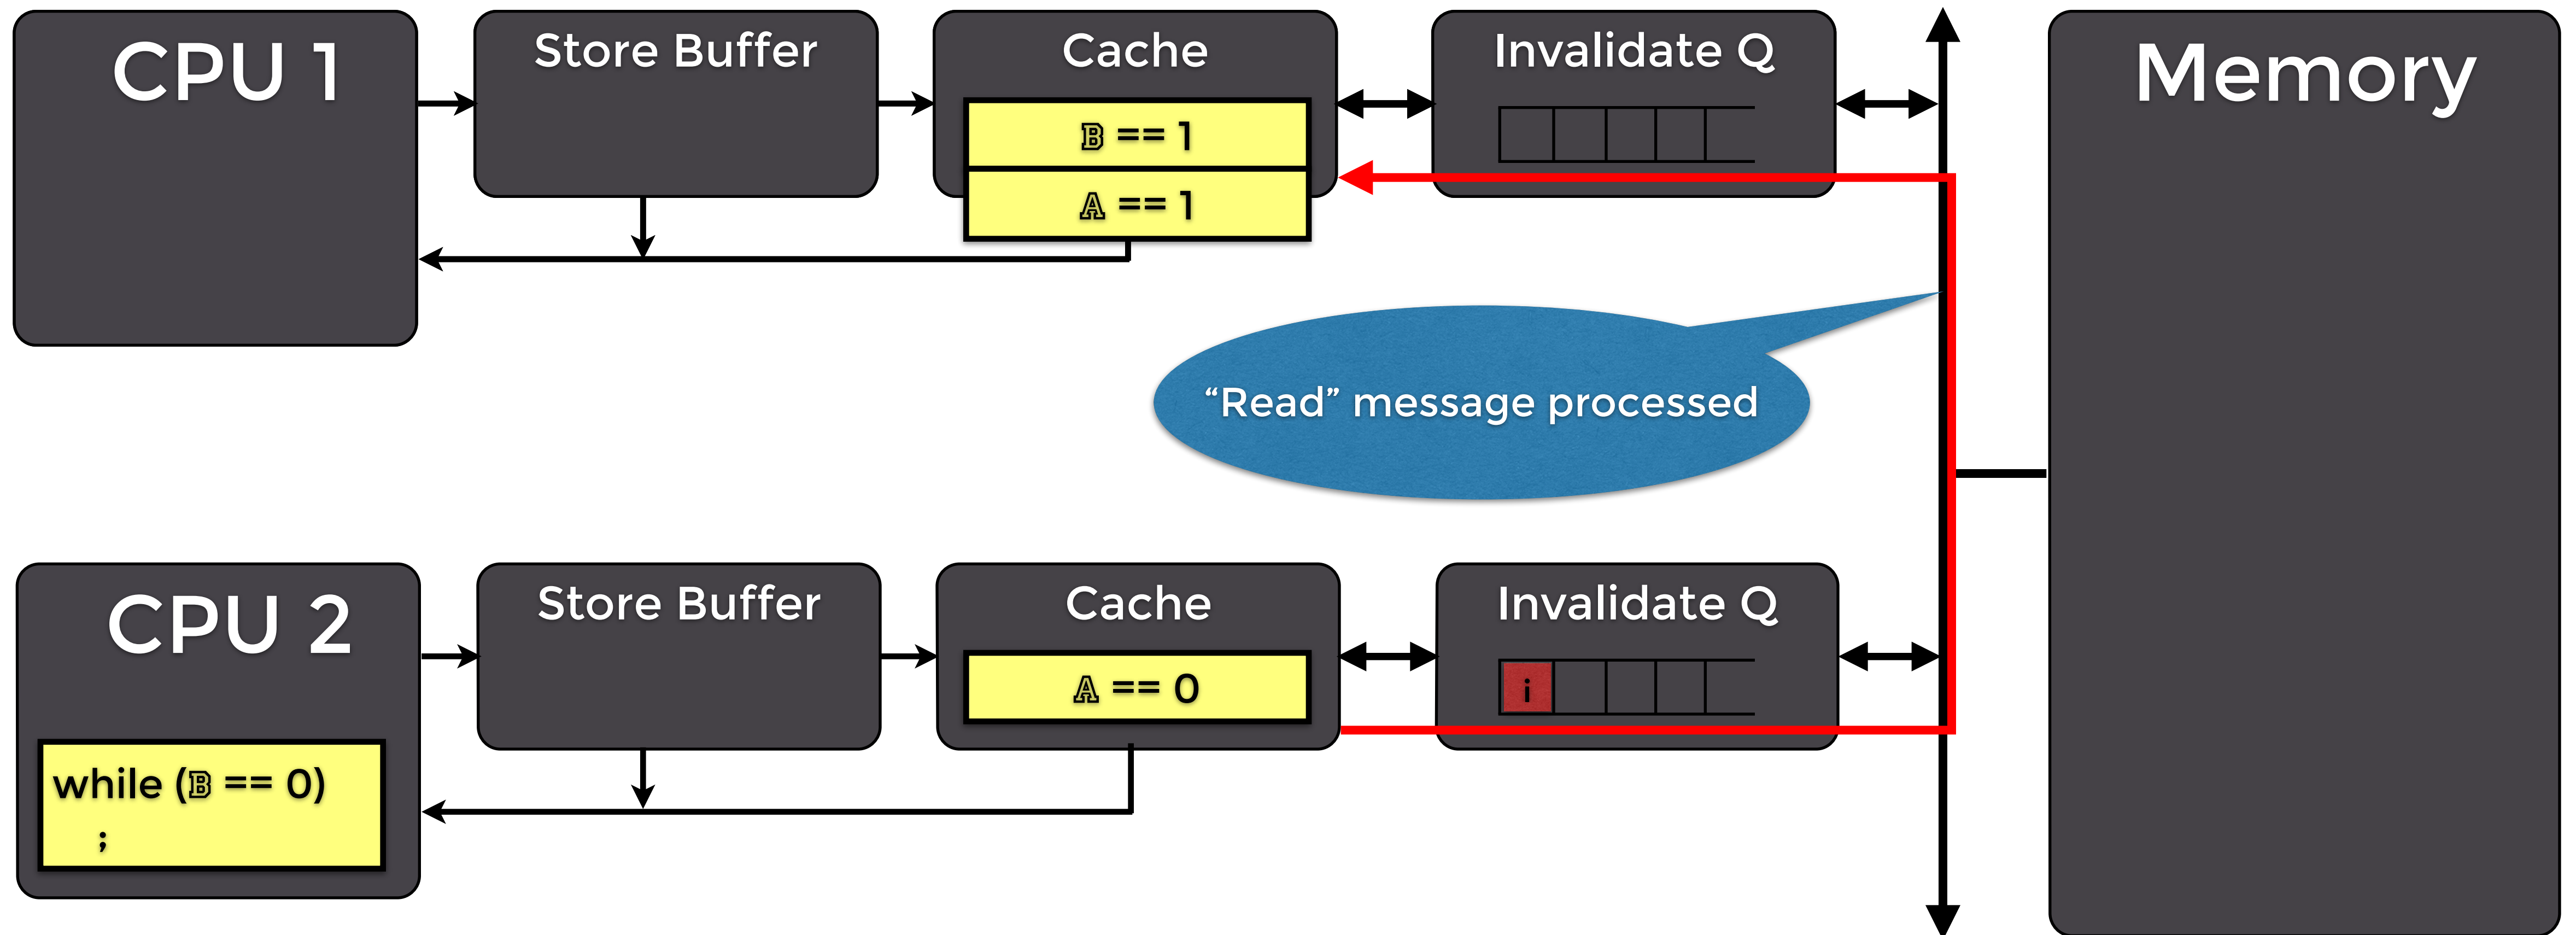 CPU 1
Store Buffer
Cache
Invalidate Q
Memory
B == 1
A == 1
“Read” message processed
CPU 2
Store Buffer
Cache
Invalidate Q
A == 0
i
while (B == 0)
;